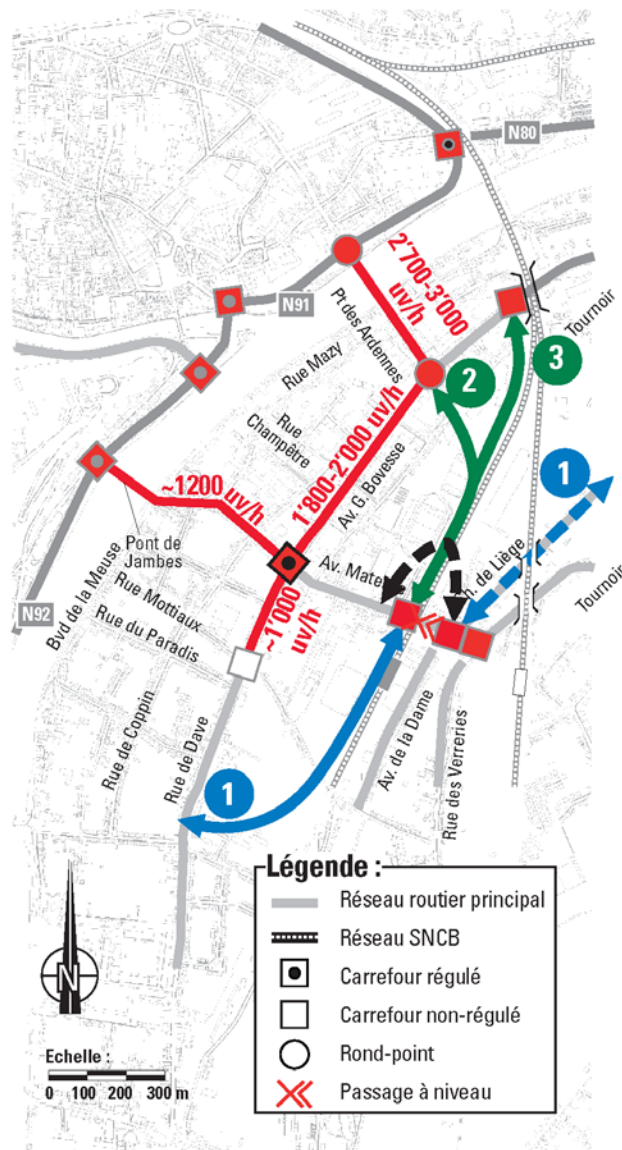 N80
2'700-3'000
uv/h
N91
Pt des Ardennes
Tournoir
Rue Mazy
3
2
Rue
Champêtre
1'800-2'000 uv/h
Av. G. Bovesse
~1200 uv/h
1
Pont de
Jambes
Av. Mate
h. de Liège
Tournoir
N92
Bvd de la Meuse
Rue Mottiaux
Rue du Paradis
~1'000
uv/h
Rue de Coppin
Rue de Dave
Av. de la Dame
Rue des Verreries
1
Légende :
Réseau routier principal
Réseau SNCB
Carrefour régulé
Carrefour non-régulé
Rond-point
Passage à niveau
N
Echelle :
0 100 200 300 m